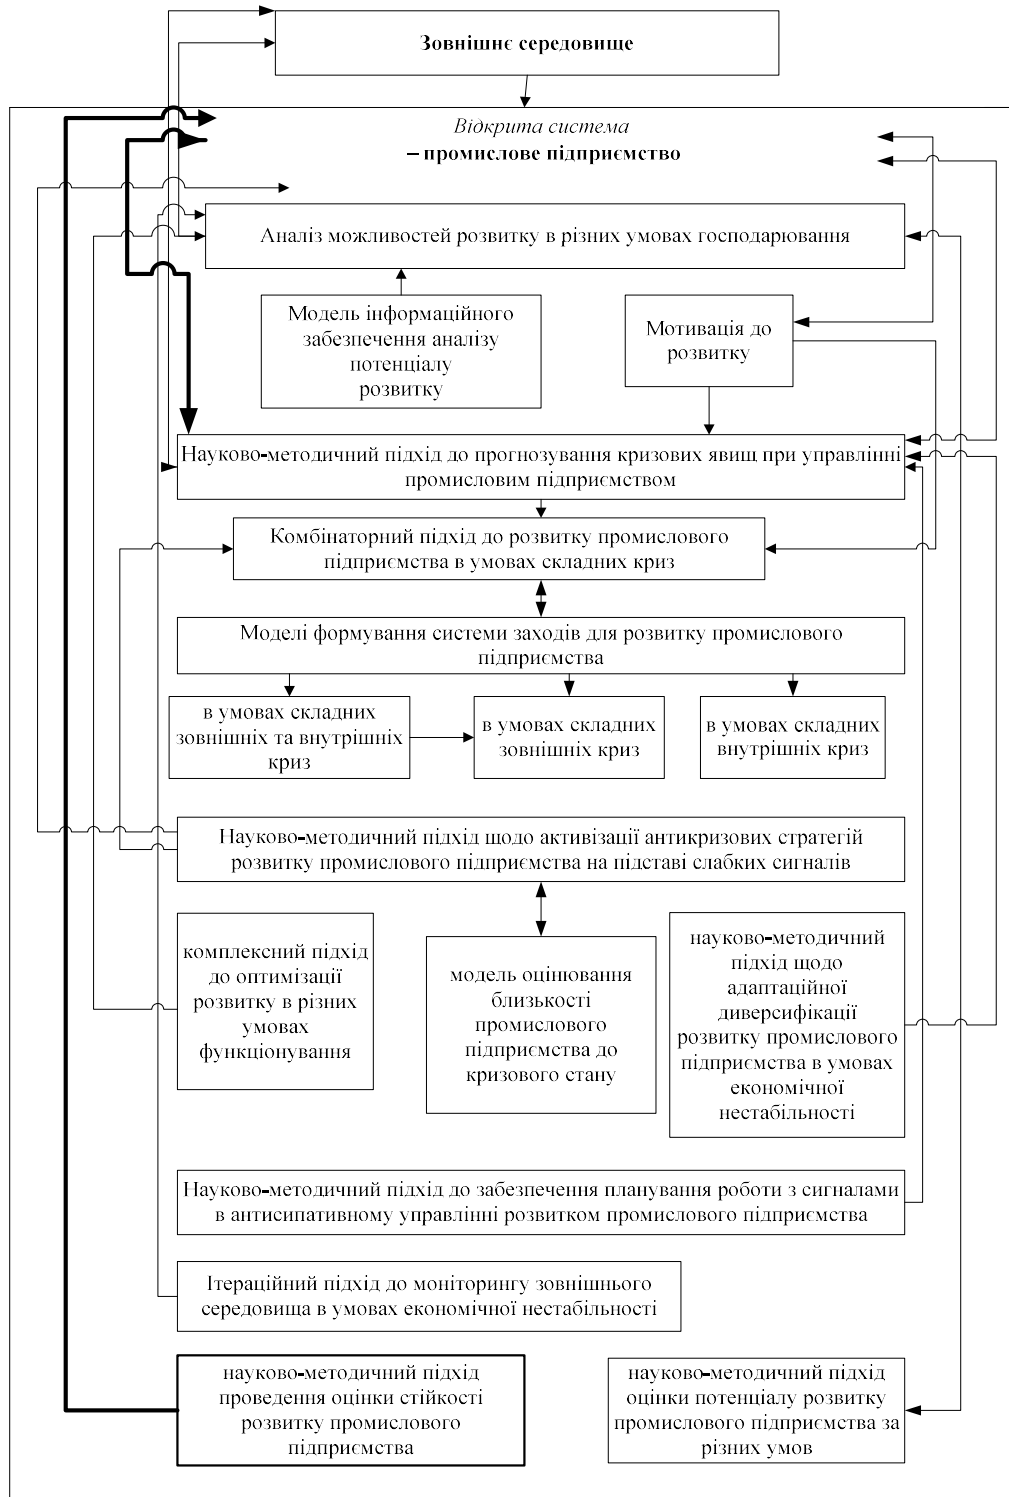 Зовнішнє середовище
Відкрита система
– промислове підприємство
Аналіз можливостей розвитку в різних умовах господарювання
Модель інформаційного
забезпечення аналізу
потенціалу
розвитку
Мотивація до
розвитку
Науково-методичний підхід до прогнозування кризових явищ при управлінні
промисловим підприємством
Комбінаторний підхід до розвитку промислового
підприємства в умовах складних криз
Моделі формування системи заходів для розвитку промислового
підприємства
в умовах складних
зовнішніх та внутрішніх
криз
в умовах складних
зовнішніх криз
в умовах складних
внутрішніх криз
Науково-методичний підхід щодо активізації антикризових стратегій
розвитку промислового підприємства на підставі слабких сигналів
комплексний підхід
до оптимізації
розвитку в різних
умовах
функціонування
модель оцінювання
близькості
промислового
підприємства до
кризового стану
науково-методичний
підхід щодо
адаптаційної
диверсифікації
розвитку промислового
підприємства в умовах
економічної
нестабільності
Науково-методичний підхід до забезпечення планування роботи з сигналами
в антисипативному управлінні розвитком промислового підприємства
Ітераційний підхід до моніторингу зовнішнього
середовища в умовах економічної нестабільності
науково-методичний підхід
проведення оцінки стійкості
розвитку промислового
підприємства
науково-методичний підхід
оцінки потенціалу розвитку
промислового підприємства за
різних умов